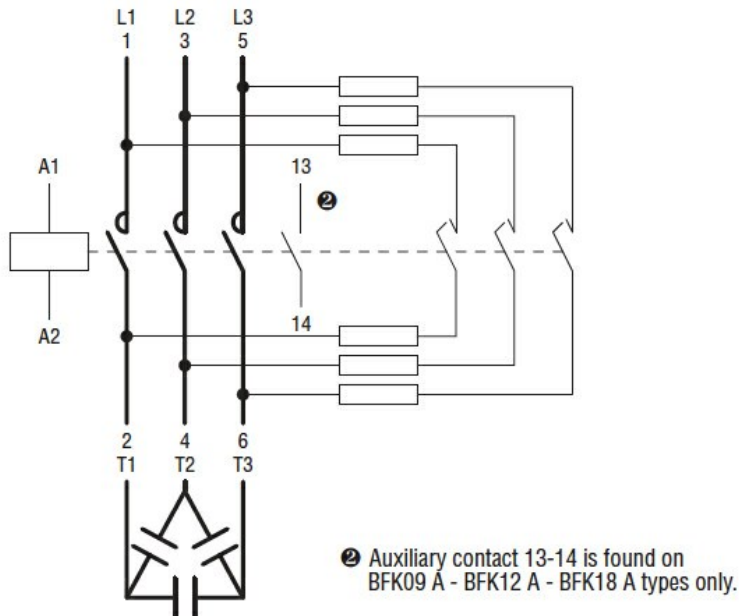 L1 L2 L3
1 3 5
A1
13
❷
14
A2
2 4 6
T1 T2 T3
❷ Auxiliary contact 13-14 is found on
BFK09 A - BFK12 A - BFK18 A types only.